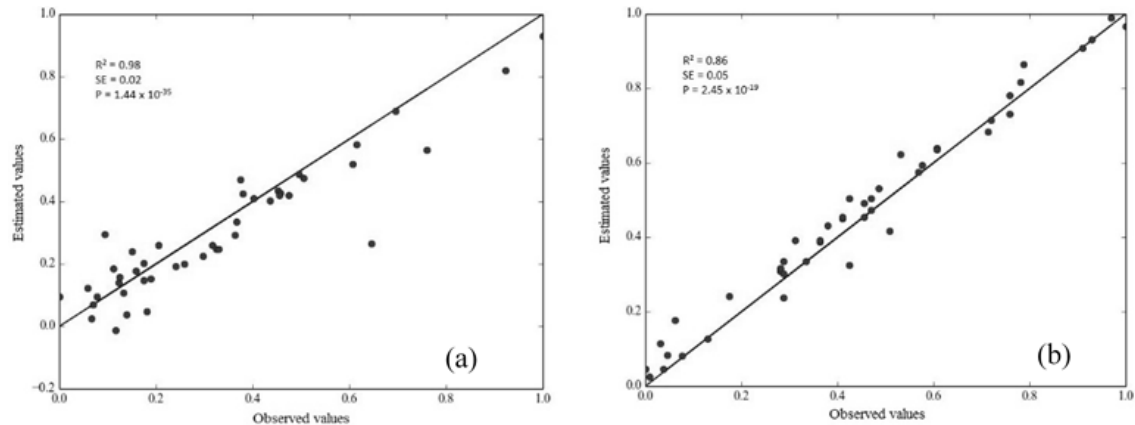 1.0
0.8
0.6
0.4
0.2
0.0
−0.2
Estimated values
R² = 0.98
SE = 0.02
P = 1.44 x 10⁻³⁵
(a)
0.0 0.2 0.4 0.6 0.8 1.0
Observed values
1.0
0.8
0.6
0.4
0.2
0.0
Estimated values
R² = 0.86
SE = 0.05
P = 2.45 x 10⁻¹⁹
(b)
0.0 0.2 0.4 0.6 0.8 1.0
Observed values